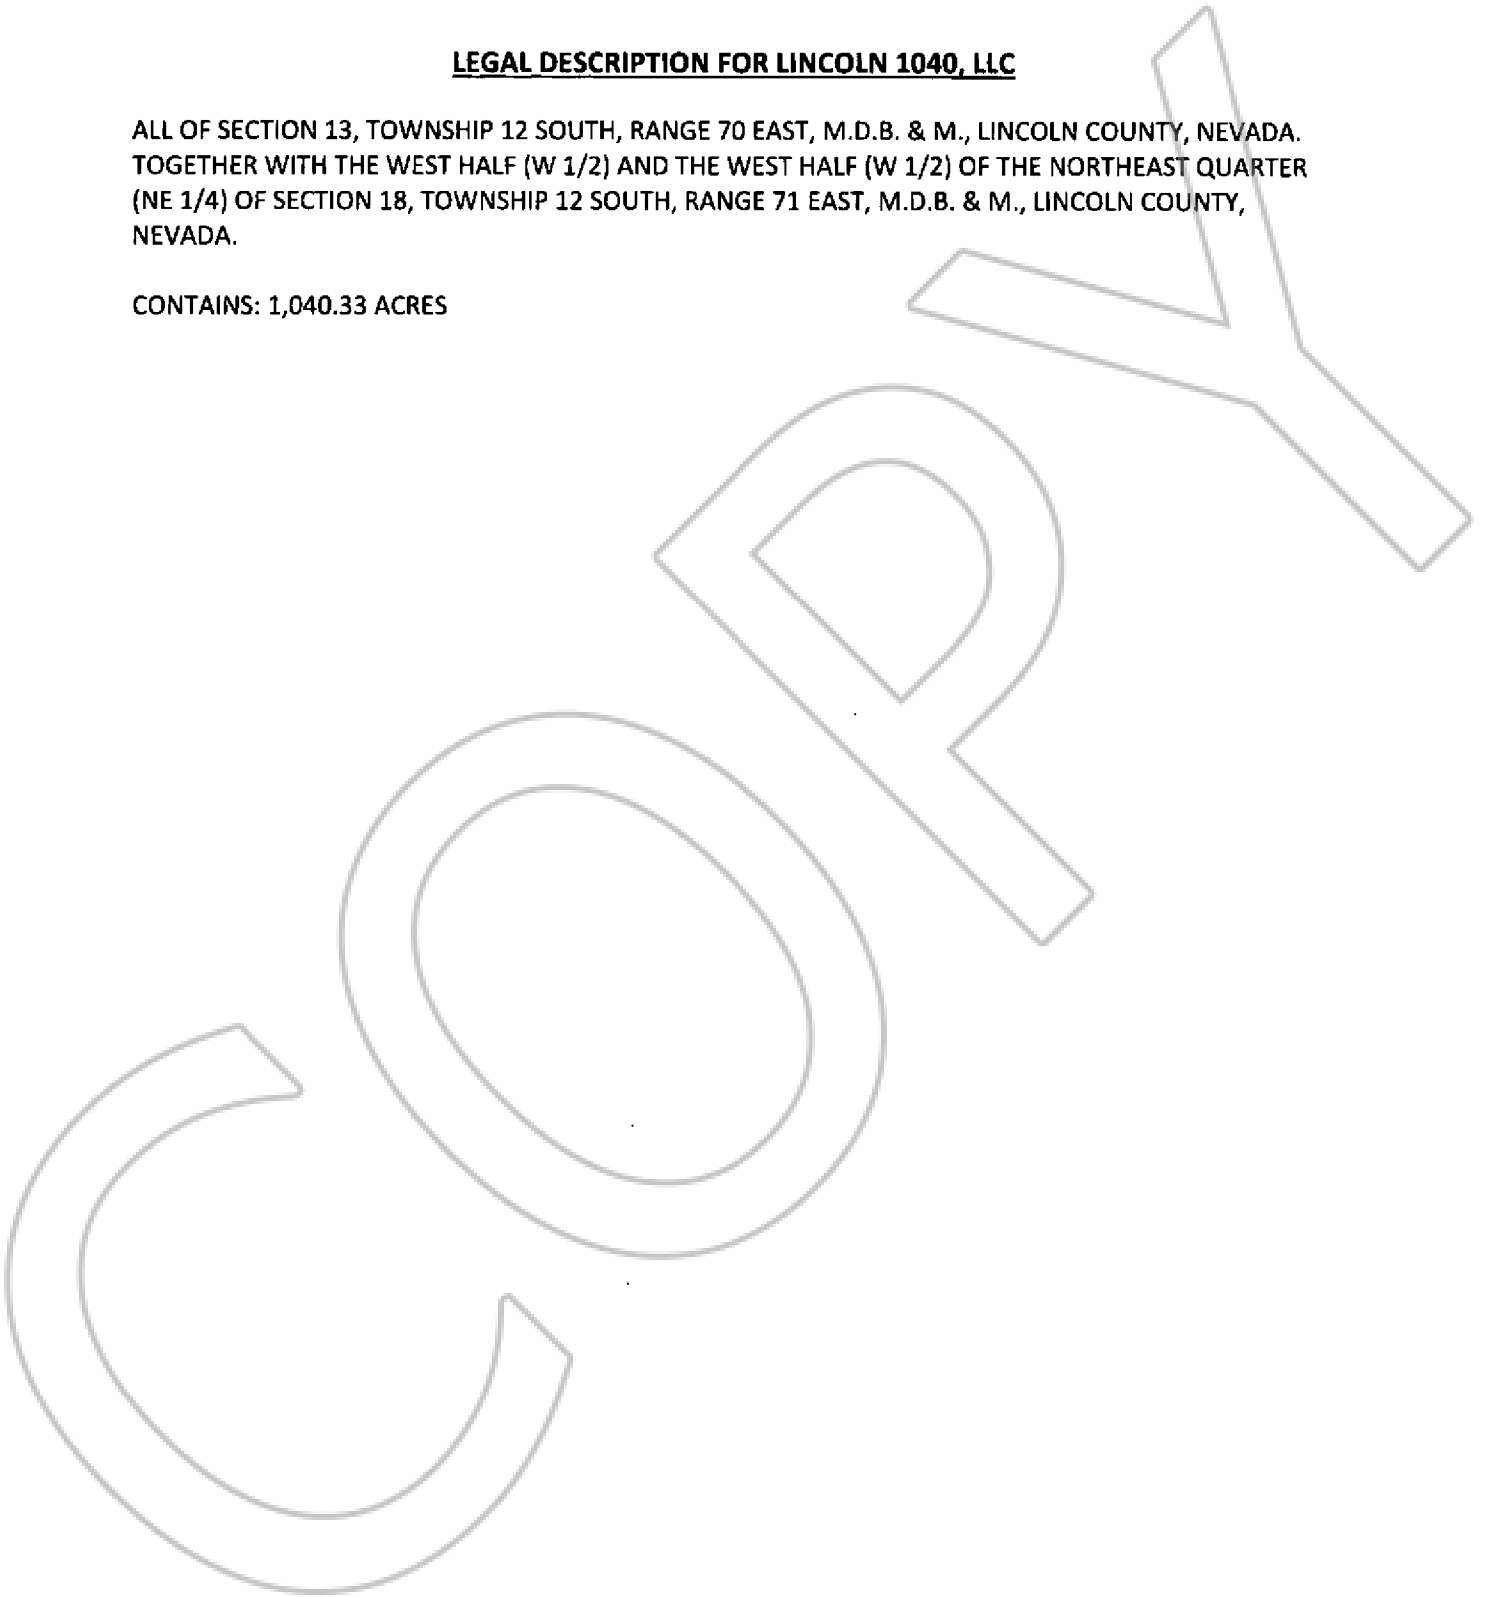 LEGAL DESCRIPTION FOR LINCOLN 1040, LLC
ALL OF SECTION 13, TOWNSHIP 12 SOUTH, RANGE 70 EAST, M.D.B. & M., LINCOLN COUNTY, NEVADA.
TOGETHER WITH THE WEST HALF (W 1/2) AND THE WEST HALF (W 1/2) OF THE NORTHEAST QUARTER
(NE 1/4) OF SECTION 18, TOWNSHIP 12 SOUTH, RANGE 71 EAST, M.D.B. & M., LINCOLN COUNTY,
NEVADA.
CONTAINS: 1,040.33 ACRES
COPY